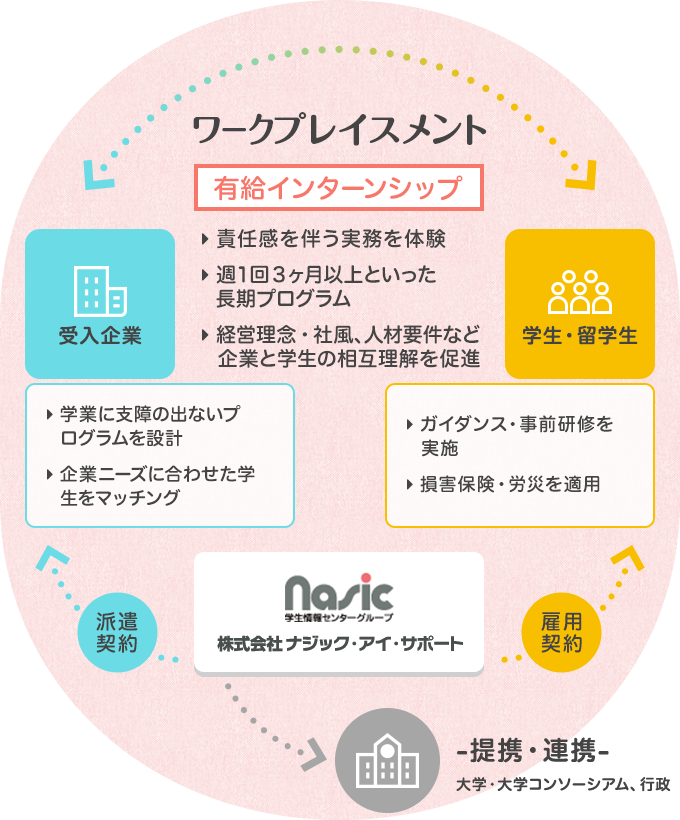 ワークプレイスメント
有給インターンシップ
責任感を伴う実務を体験
週1回3ヶ月以上といった
長期プログラム
経営理念・社風、人材要件など
企業と学生の相互理解を促進
受入企業
学生・留学生
学業に支障の出ないプ
ログラムを設計
企業ニーズに合わせた学
生をマッチング
ガイダンス・事前研修を
実施
損害保険・労災を適用
派遣
契約
nasic
学生情報センターグループ
株式会社 ナジック・アイ・サポート
雇用
契約
-提携・連携-
大学・大学コンソーシアム、行政